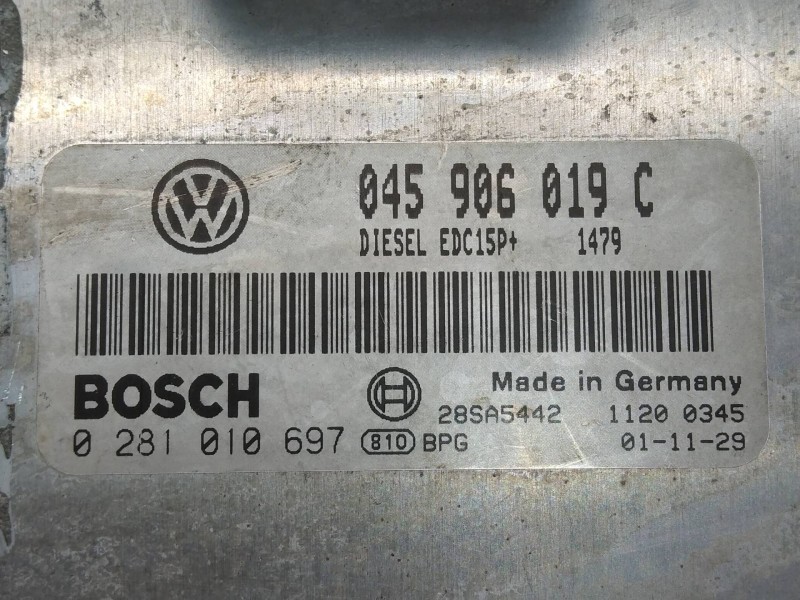 045 906 019 C
DIESEL EDC15P+ 1479
BOSCH
Made in Germany
28SA5442 1120 0345
0 281 010 697 810 BPG 01-11-29